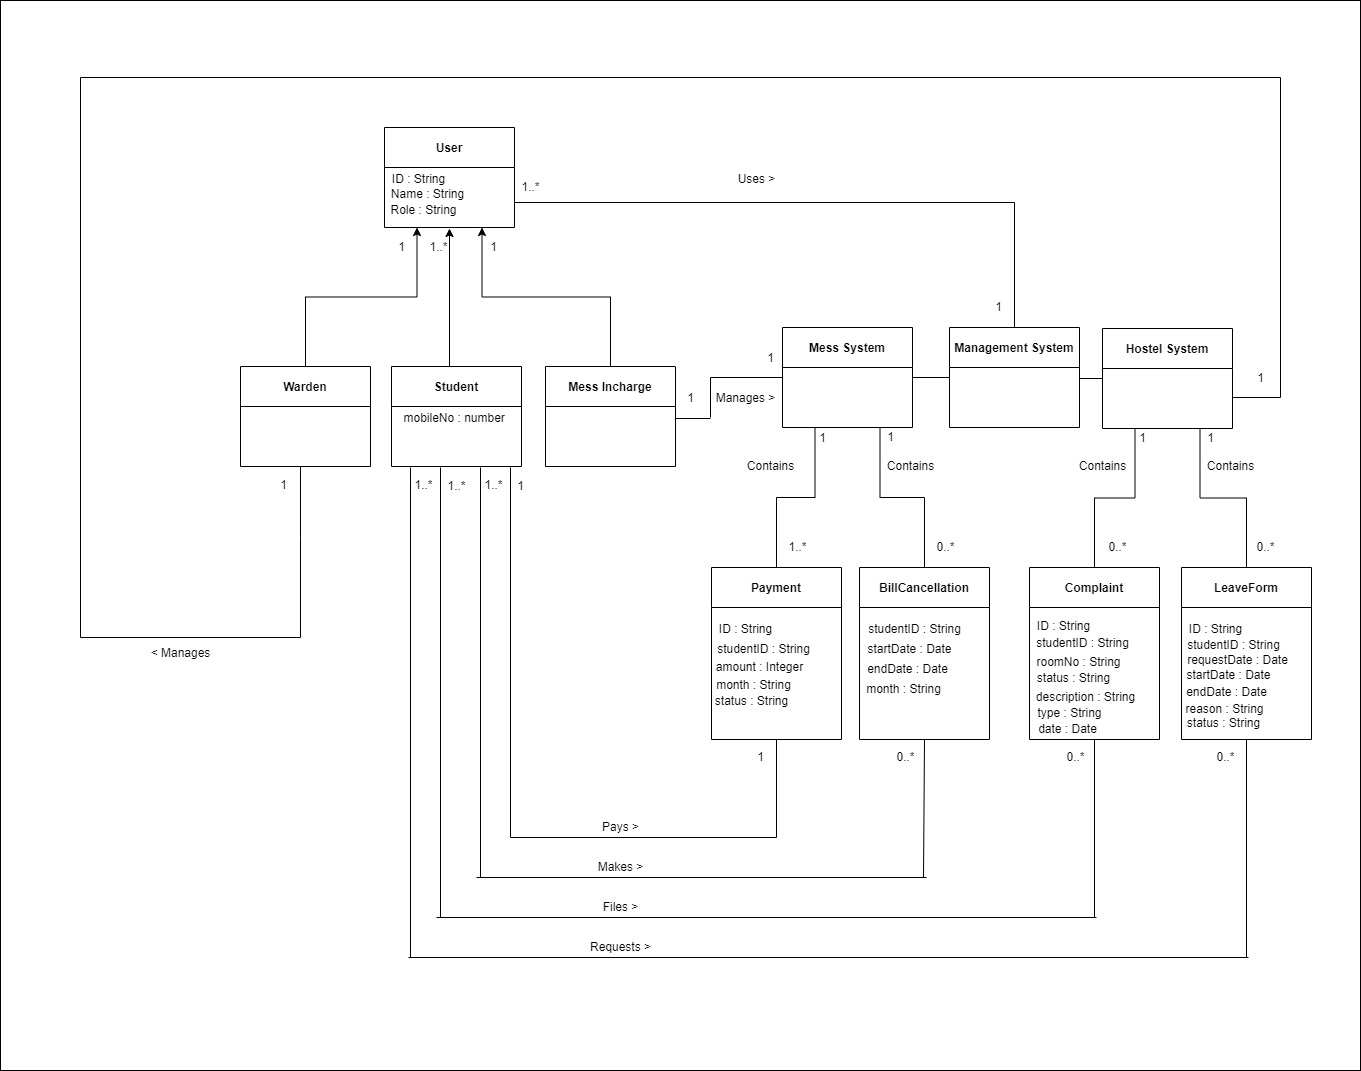 User
ID : String
Name : String
Role : String
1..*
Uses >
1
1..*
1
1
Warden
Student
mobileNo : number
Mess Incharge
1
Manages >
1
Mess System
Management System
Hostel System
1
1
1..*
1..*
1..*
1
1
Contains
1
Contains
1
Contains
1
Contains
1..*
0..*
0..*
0..*
Payment
ID : String
studentID : String
amount : Integer
month : String
status : String
BillCancellation
studentID : String
startDate : Date
endDate : Date
month : String
Complaint
ID : String
studentID : String
roomNo : String
status : String
description : String
type : String
date : Date
LeaveForm
ID : String
studentID : String
requestDate : Date
startDate : Date
endDate : Date
reason : String
status : String
< Manages
1
0..*
0..*
0..*
Pays >
Makes >
Files >
Requests >